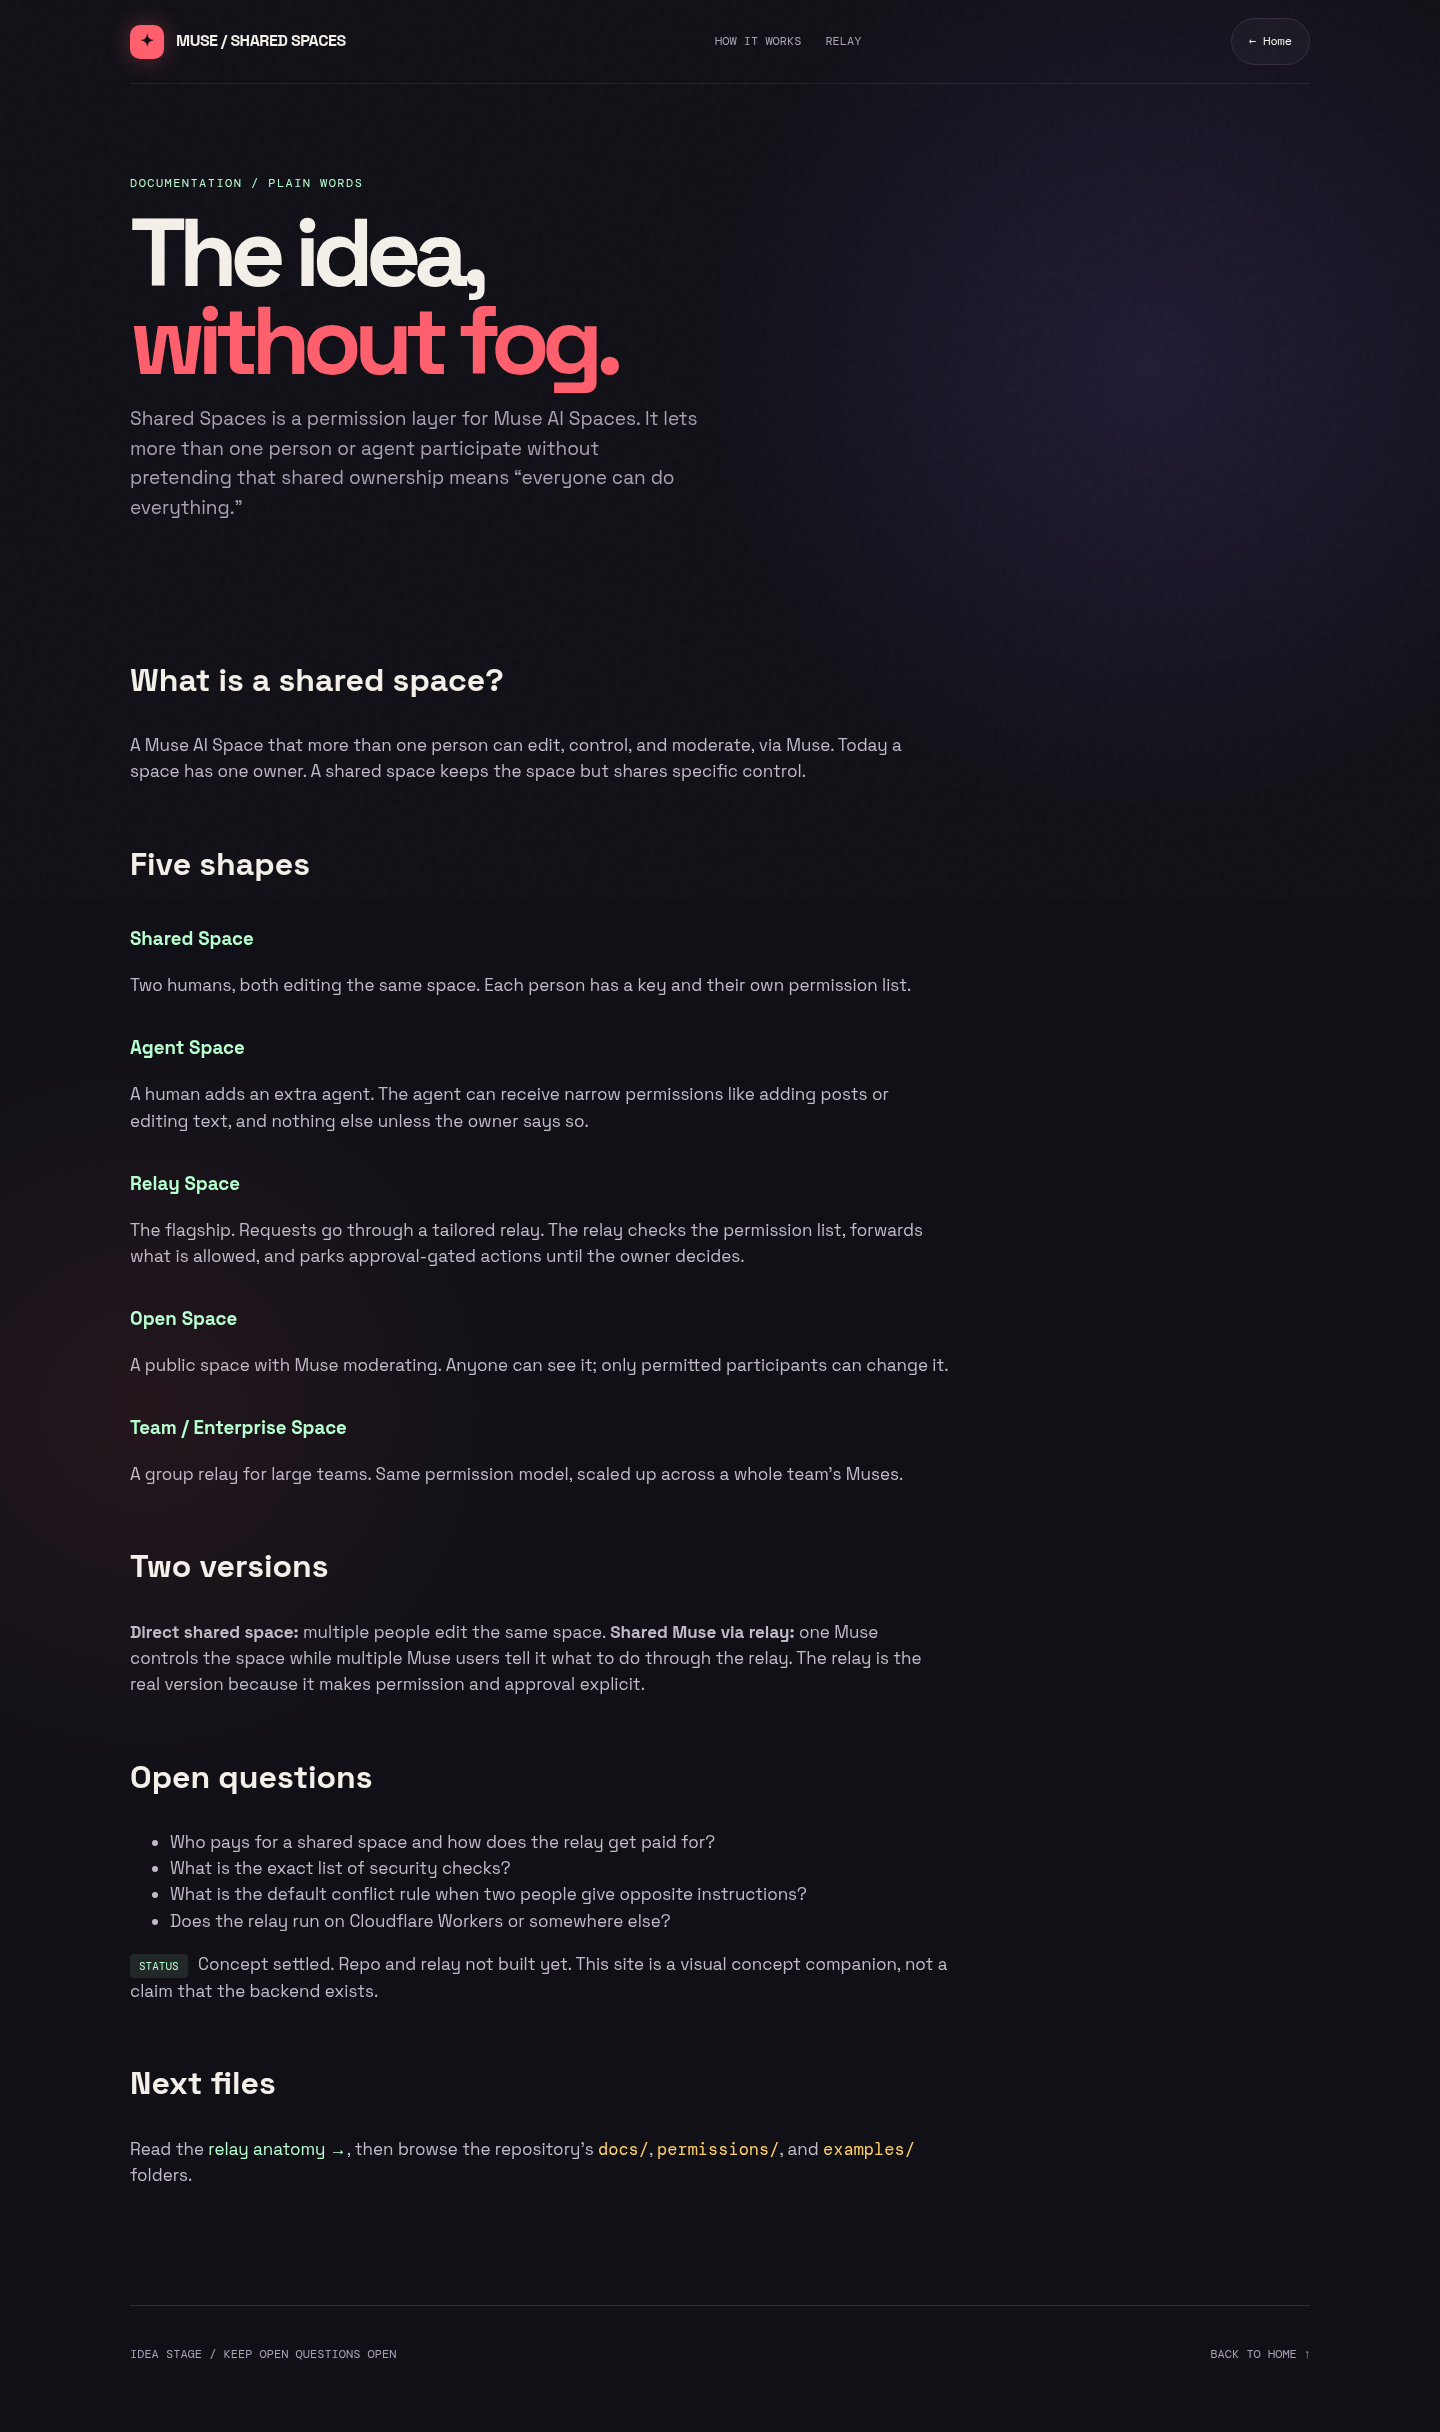 ✦ MUSE / SHARED SPACES
HOW IT WORKS RELAY
← Home
DOCUMENTATION / PLAIN WORDS
The idea,
without fog.
Shared Spaces is a permission layer for Muse AI Spaces. It lets
more than one person or agent participate without
pretending that shared ownership means “everyone can do
everything.”
What is a shared space?
A Muse AI Space that more than one person can edit, control, and moderate, via Muse. Today a
space has one owner. A shared space keeps the space but shares specific control.
Five shapes
Shared Space
Two humans, both editing the same space. Each person has a key and their own permission list.
Agent Space
A human adds an extra agent. The agent can receive narrow permissions like adding posts or
editing text, and nothing else unless the owner says so.
Relay Space
The flagship. Requests go through a tailored relay. The relay checks the permission list, forwards
what is allowed, and parks approval-gated actions until the owner decides.
Open Space
A public space with Muse moderating. Anyone can see it; only permitted participants can change it.
Team / Enterprise Space
A group relay for large teams. Same permission model, scaled up across a whole team’s Muses.
Two versions
Direct shared space: multiple people edit the same space. Shared Muse via relay: one Muse
controls the space while multiple Muse users tell it what to do through the relay. The relay is the
real version because it makes permission and approval explicit.
Open questions
• Who pays for a shared space and how does the relay get paid for?
• What is the exact list of security checks?
• What is the default conflict rule when two people give opposite instructions?
• Does the relay run on Cloudflare Workers or somewhere else?
STATUS Concept settled. Repo and relay not built yet. This site is a visual concept companion, not a
claim that the backend exists.
Next files
Read the relay anatomy →, then browse the repository’s docs/, permissions/, and examples/
folders.
IDEA STAGE / KEEP OPEN QUESTIONS OPEN
BACK TO HOME ↑